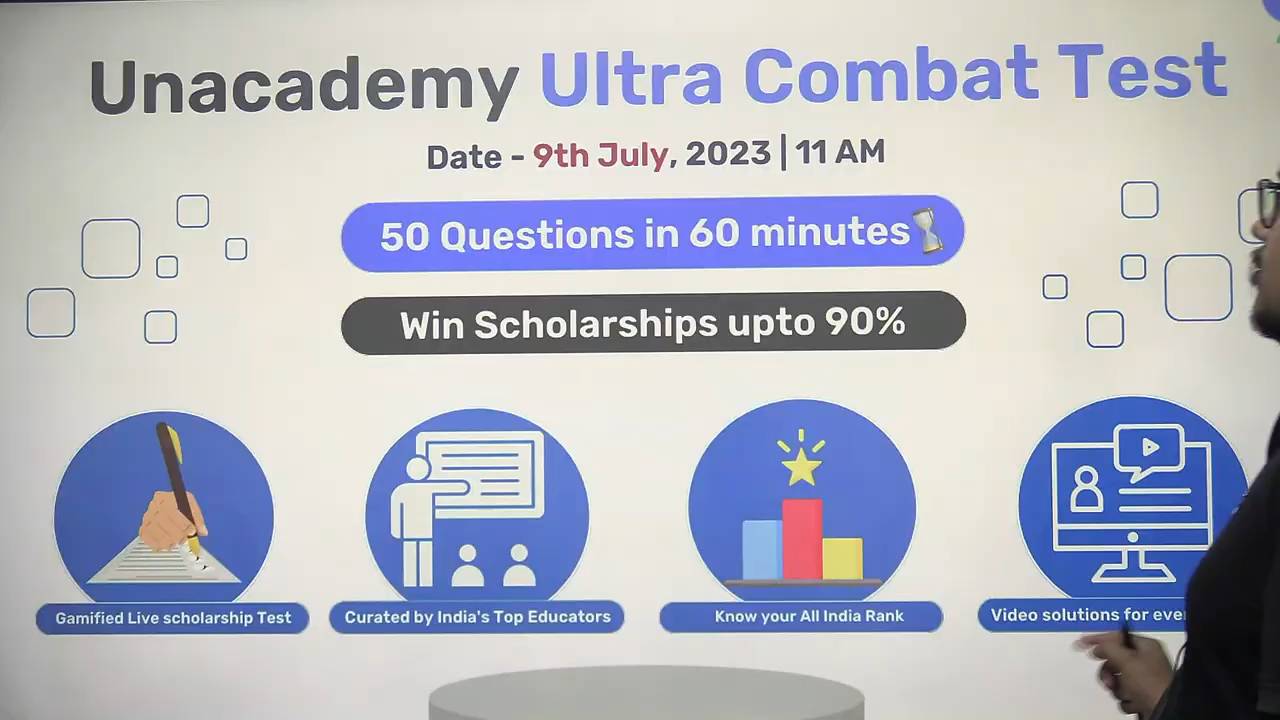 Unacademy Ultra Combat Test
Date - 9th July, 2023 | 11 AM
50 Questions in 60 minutes
Win Scholarships upto 90%
Gamified Live scholarship Test
Curated by India's Top Educators
Know your All India Rank
Video solutions for